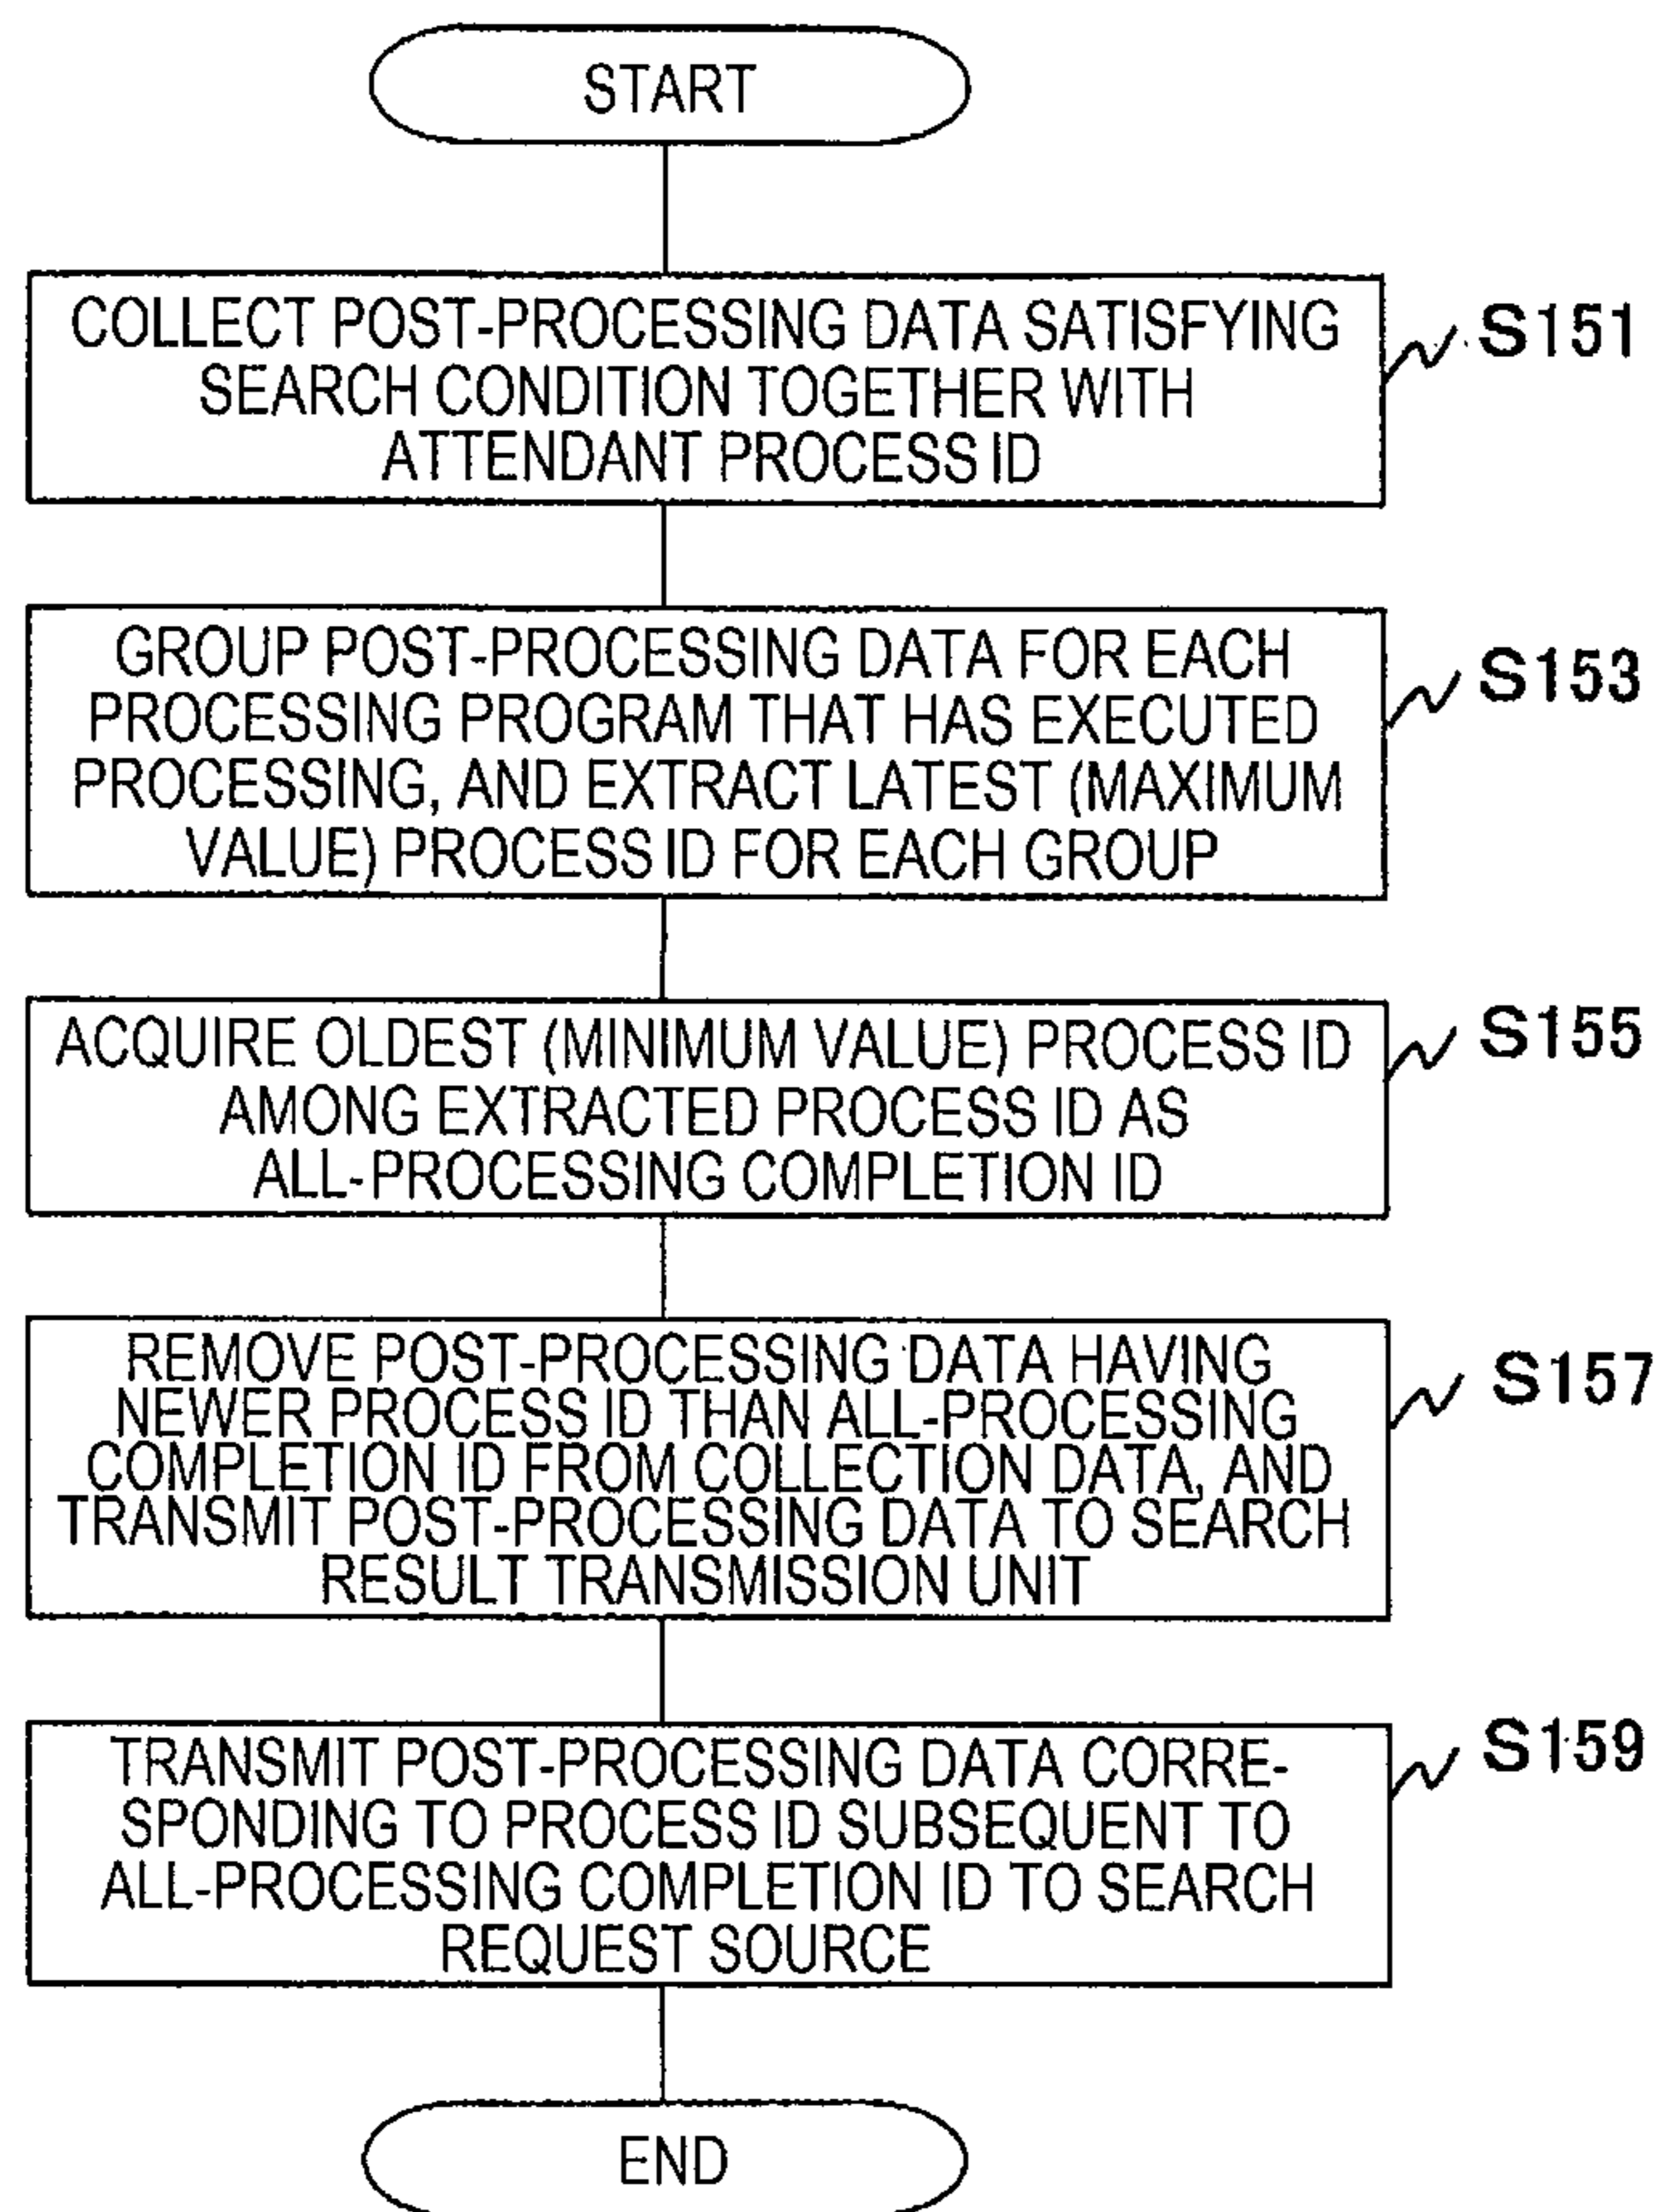 START
COLLECT POST-PROCESSING DATA SATISFYING
SEARCH CONDITION TOGETHER WITH
ATTENDANT PROCESS ID
S151
GROUP POST-PROCESSING DATA FOR EACH
PROCESSING PROGRAM THAT HAS EXECUTED
PROCESSING, AND EXTRACT LATEST (MAXIMUM
VALUE) PROCESS ID FOR EACH GROUP
S153
ACQUIRE OLDEST (MINIMUM VALUE) PROCESS ID
AMONG EXTRACTED PROCESS ID AS
ALL-PROCESSING COMPLETION ID
S155
REMOVE POST-PROCESSING DATA HAVING
NEWER PROCESS ID THAN ALL-PROCESSING
COMPLETION ID FROM COLLECTION DATA, AND
TRANSMIT POST-PROCESSING DATA TO SEARCH
RESULT TRANSMISSION UNIT
S157
TRANSMIT POST-PROCESSING DATA CORRE-
SPONDING TO PROCESS ID SUBSEQUENT TO
ALL-PROCESSING COMPLETION ID TO SEARCH
REQUEST SOURCE
S159
END